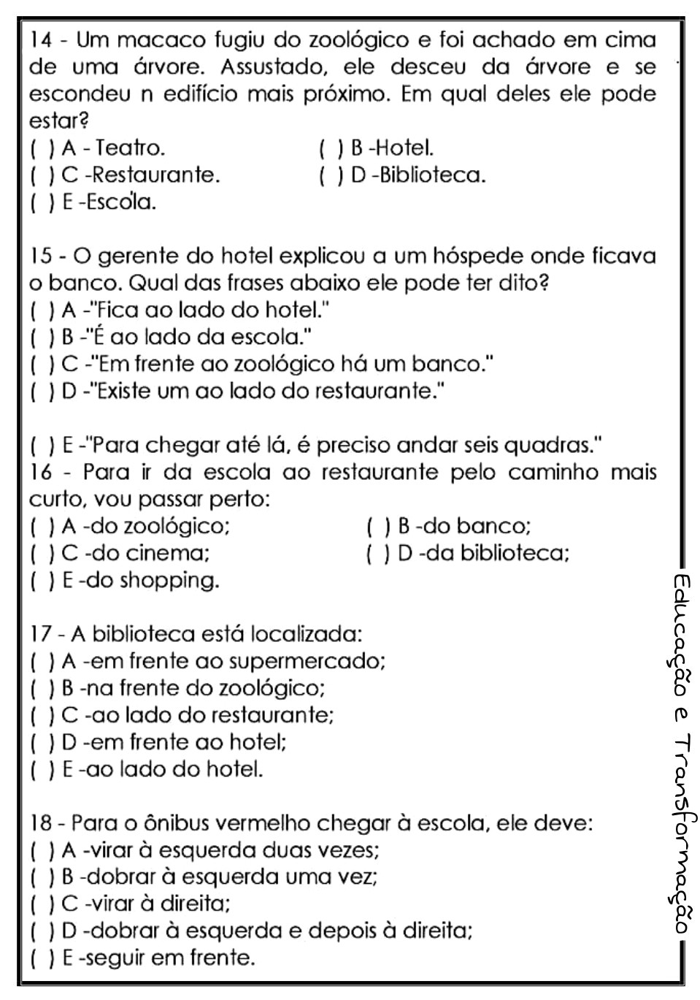 14 - Um macaco fugiu do zoológico e foi achado em cima
de uma árvore. Assustado, ele desceu da árvore e se
escondeu n edifício mais próximo. Em qual deles ele pode
estar?
( ) A - Teatro. ( ) B -Hotel.
( ) C -Restaurante. ( ) D -Biblioteca.
( ) E -Escola.
15 - O gerente do hotel explicou a um hóspede onde ficava
o banco. Qual das frases abaixo ele pode ter dito?
( ) A -"Fica ao lado do hotel."
( ) B -"É ao lado da escola."
( ) C -"Em frente ao zoológico há um banco."
( ) D -"Existe um ao lado do restaurante."
( ) E -"Para chegar até lá, é preciso andar seis quadras."
16 - Para ir da escola ao restaurante pelo caminho mais
curto, vou passar perto:
( ) A -do zoológico; ( ) B -do banco;
( ) C -do cinema; ( ) D -da biblioteca;
( ) E -do shopping.
17 - A biblioteca está localizada:
( ) A -em frente ao supermercado;
( ) B -na frente do zoológico;
( ) C -ao lado do restaurante;
( ) D -em frente ao hotel;
( ) E -ao lado do hotel.
18 - Para o ônibus vermelho chegar à escola, ele deve:
( ) A -virar à esquerda duas vezes;
( ) B -dobrar à esquerda uma vez;
( ) C -virar à direita;
( ) D -dobrar à esquerda e depois à direita;
( ) E -seguir em frente.
Educação e Transformação